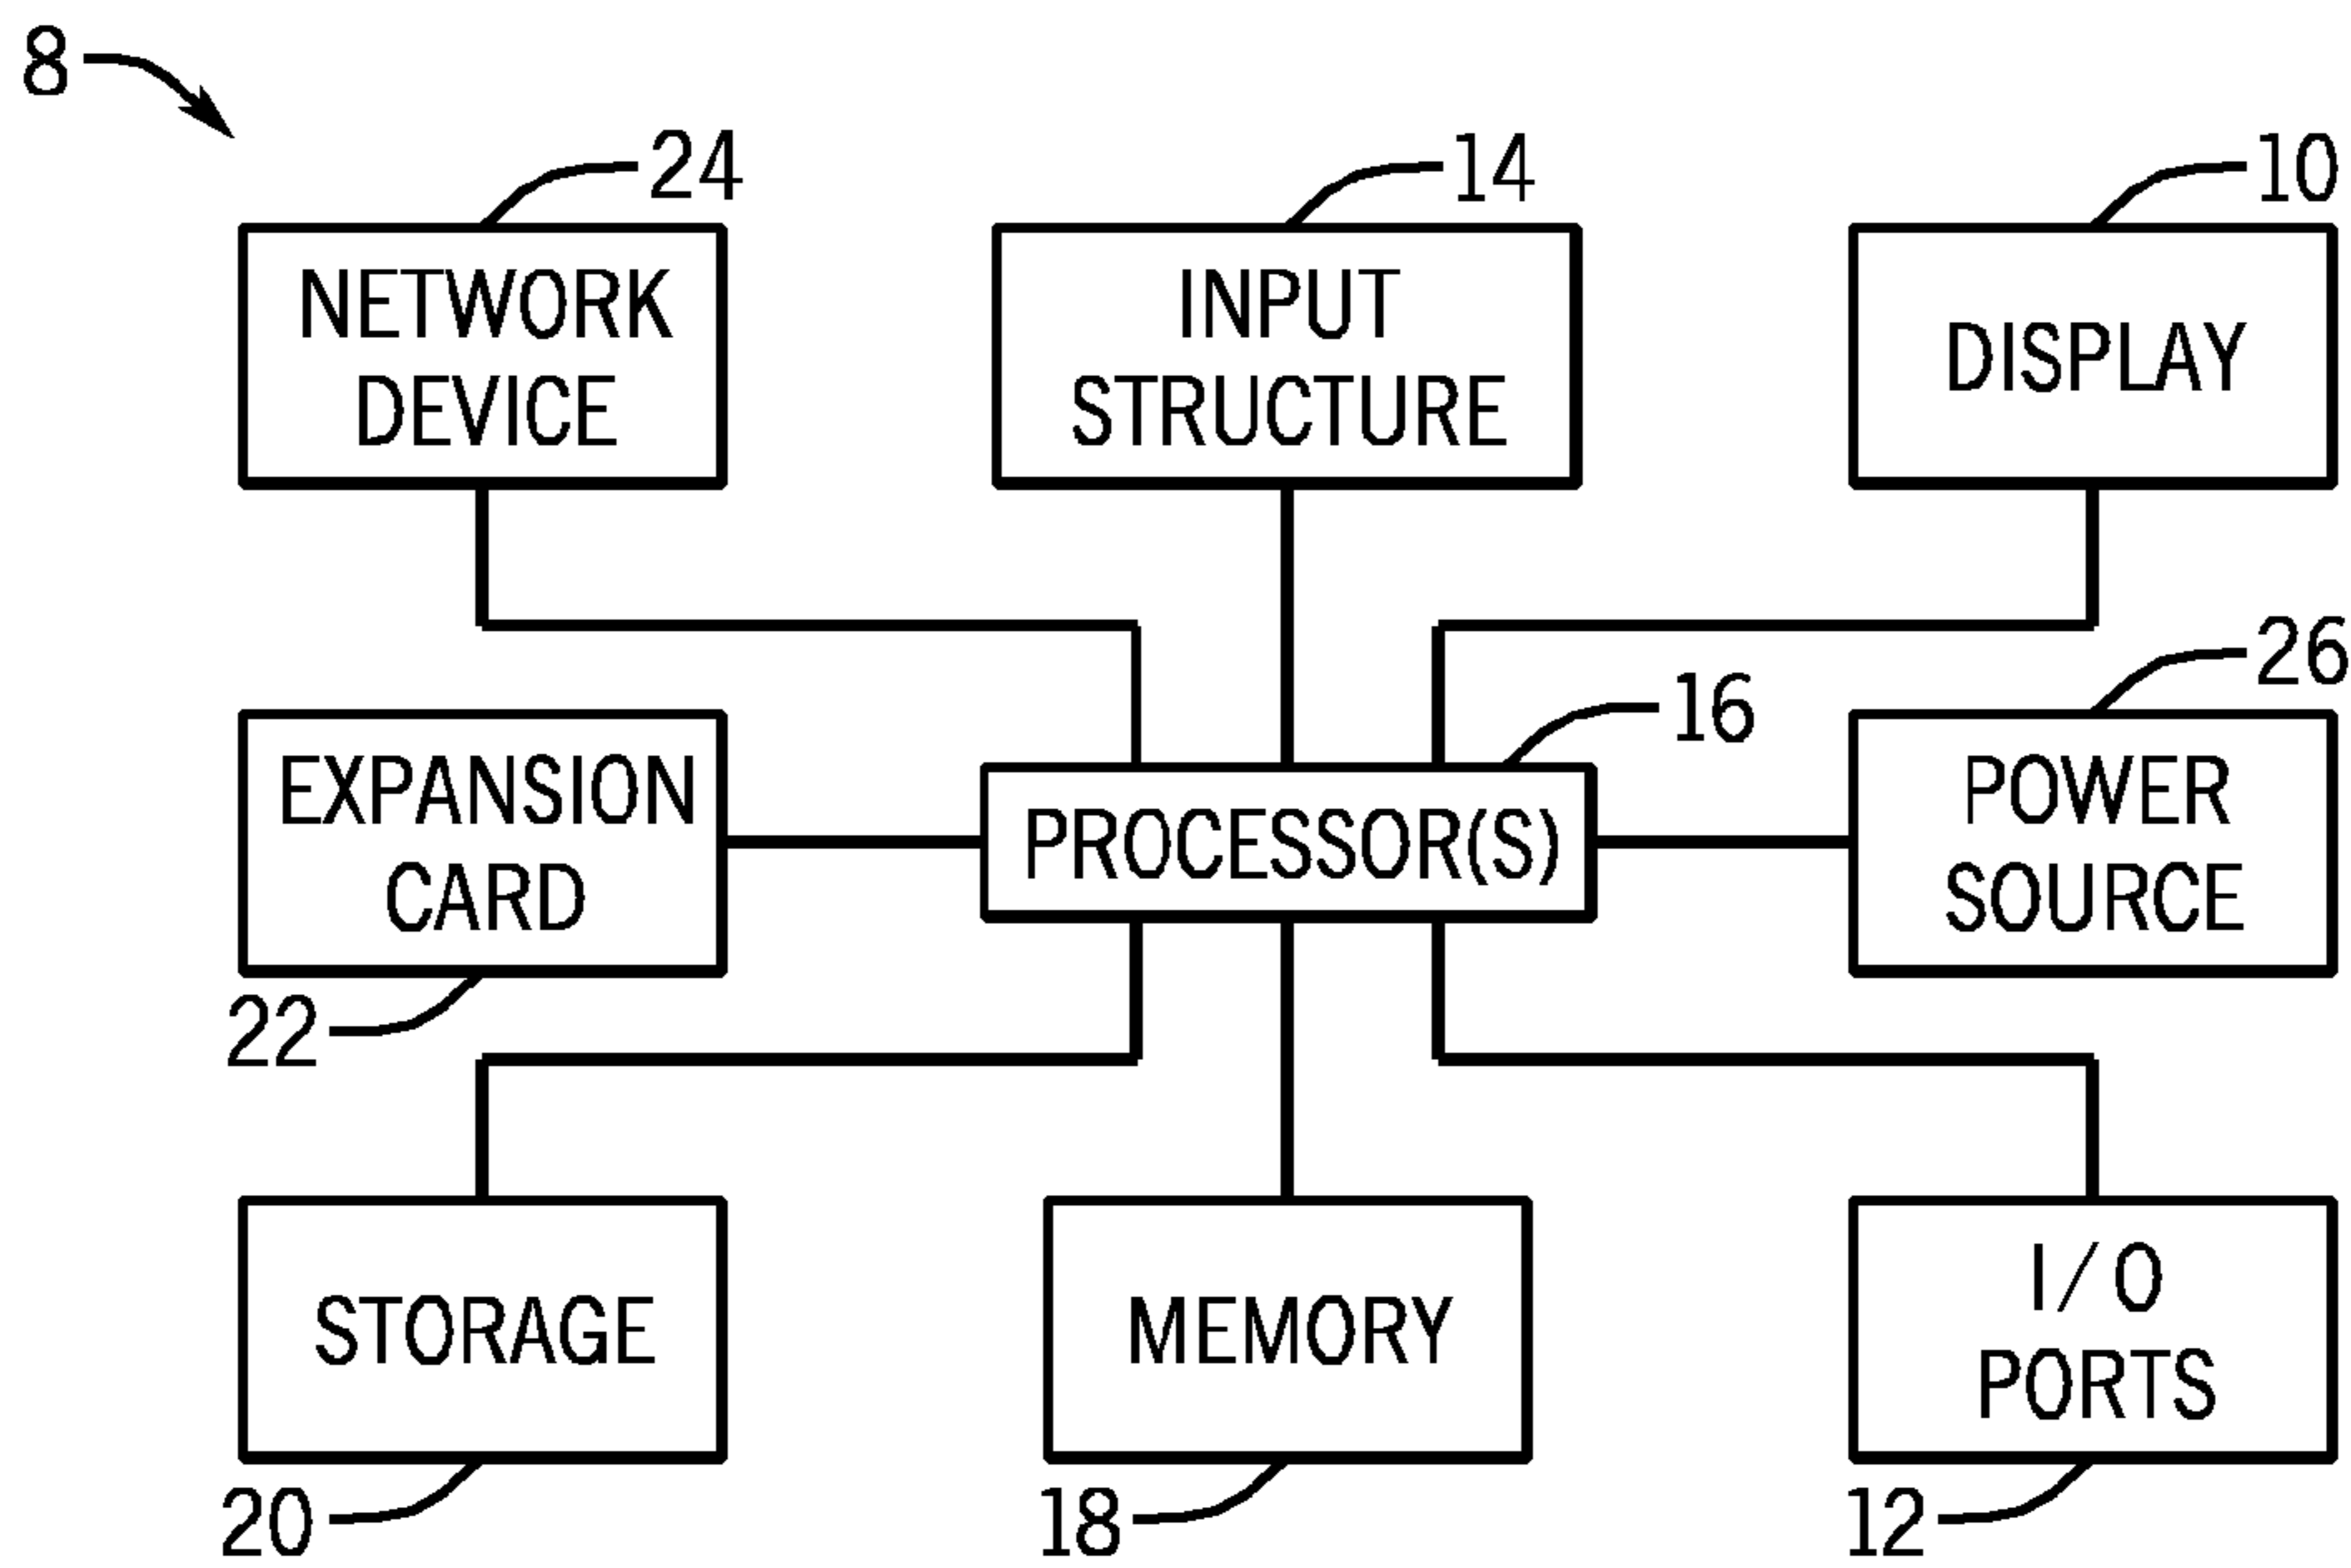 8
24
14
10
NETWORK
DEVICE
INPUT
STRUCTURE
DISPLAY
26
16
EXPANSION
CARD
PROCESSOR(S)
POWER
SOURCE
22
STORAGE
MEMORY
I/O
PORTS
20
18
12